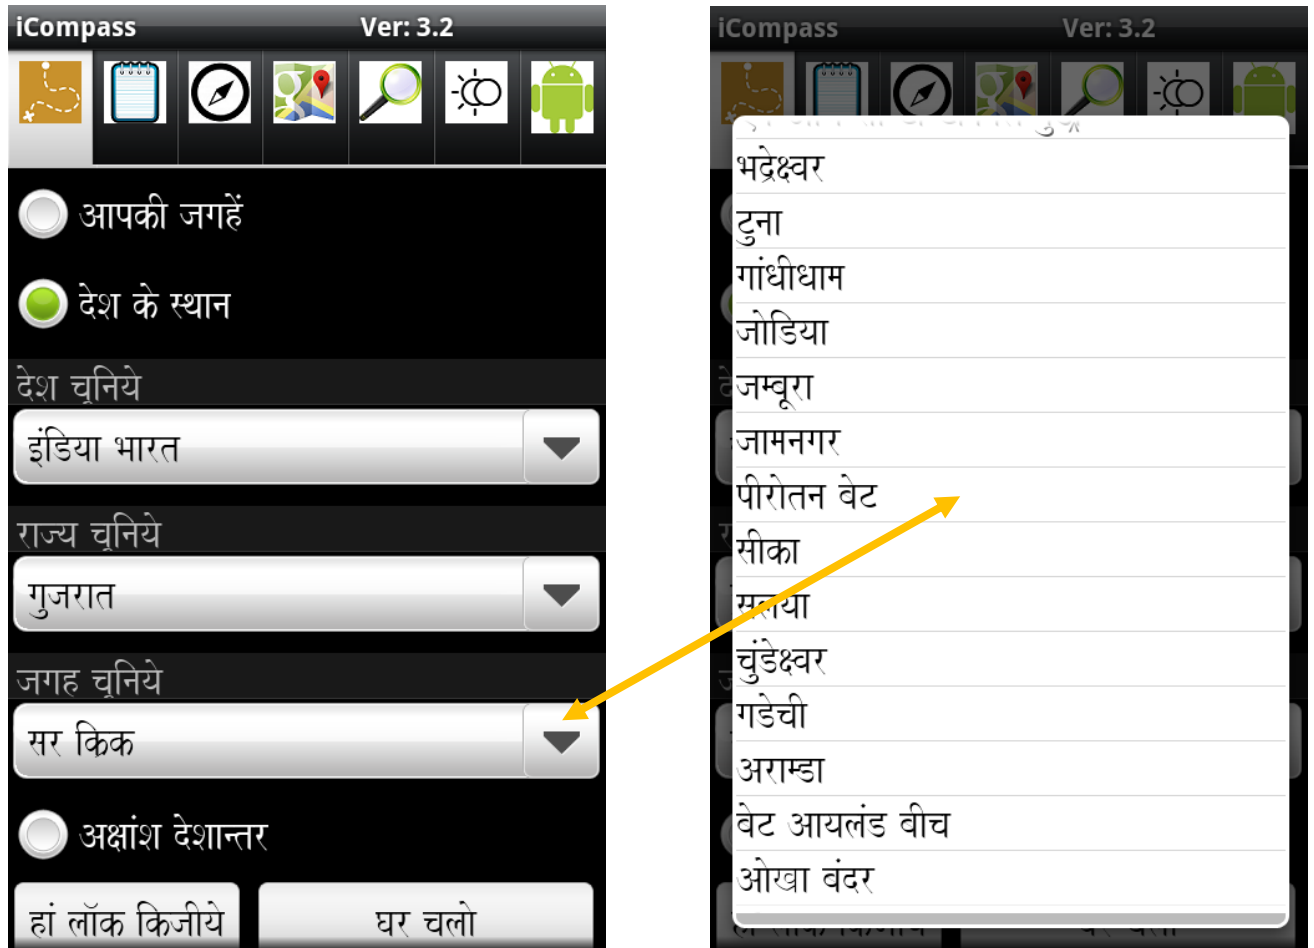 iCompass Ver: 3.2
आपकी जगहें
देश के स्थान
देश चुनिये
इंडिया भारत
राज्य चुनिये
गुजरात
जगह चुनिये
सर क्रिक
अक्षांश देशान्तर
हां लॉक किजीये घर चलो
iCompass Ver: 3.2
भद्रेश्वर
टुना
गांधीधाम
जोडिया
जम्बूरा
जामनगर
पीरोतन बेट
सीका
सलया
चुंडेश्वर
गडेची
अराम्डा
बेट आयलंड बीच
ओखा बंदर